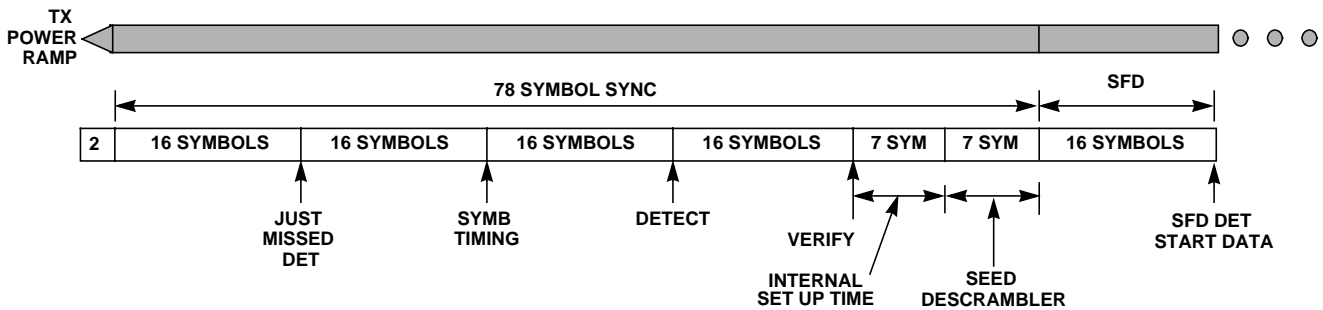 TX
POWER
RAMP
78 SYMBOL SYNC
SFD
2
16 SYMBOLS
16 SYMBOLS
16 SYMBOLS
16 SYMBOLS
7 SYM
7 SYM
16 SYMBOLS
JUST
MISSED
DET
SYMB
TIMING
DETECT
VERIFY
INTERNAL
SET UP TIME
SEED
DESCRAMBLER
SFD DET
START DATA